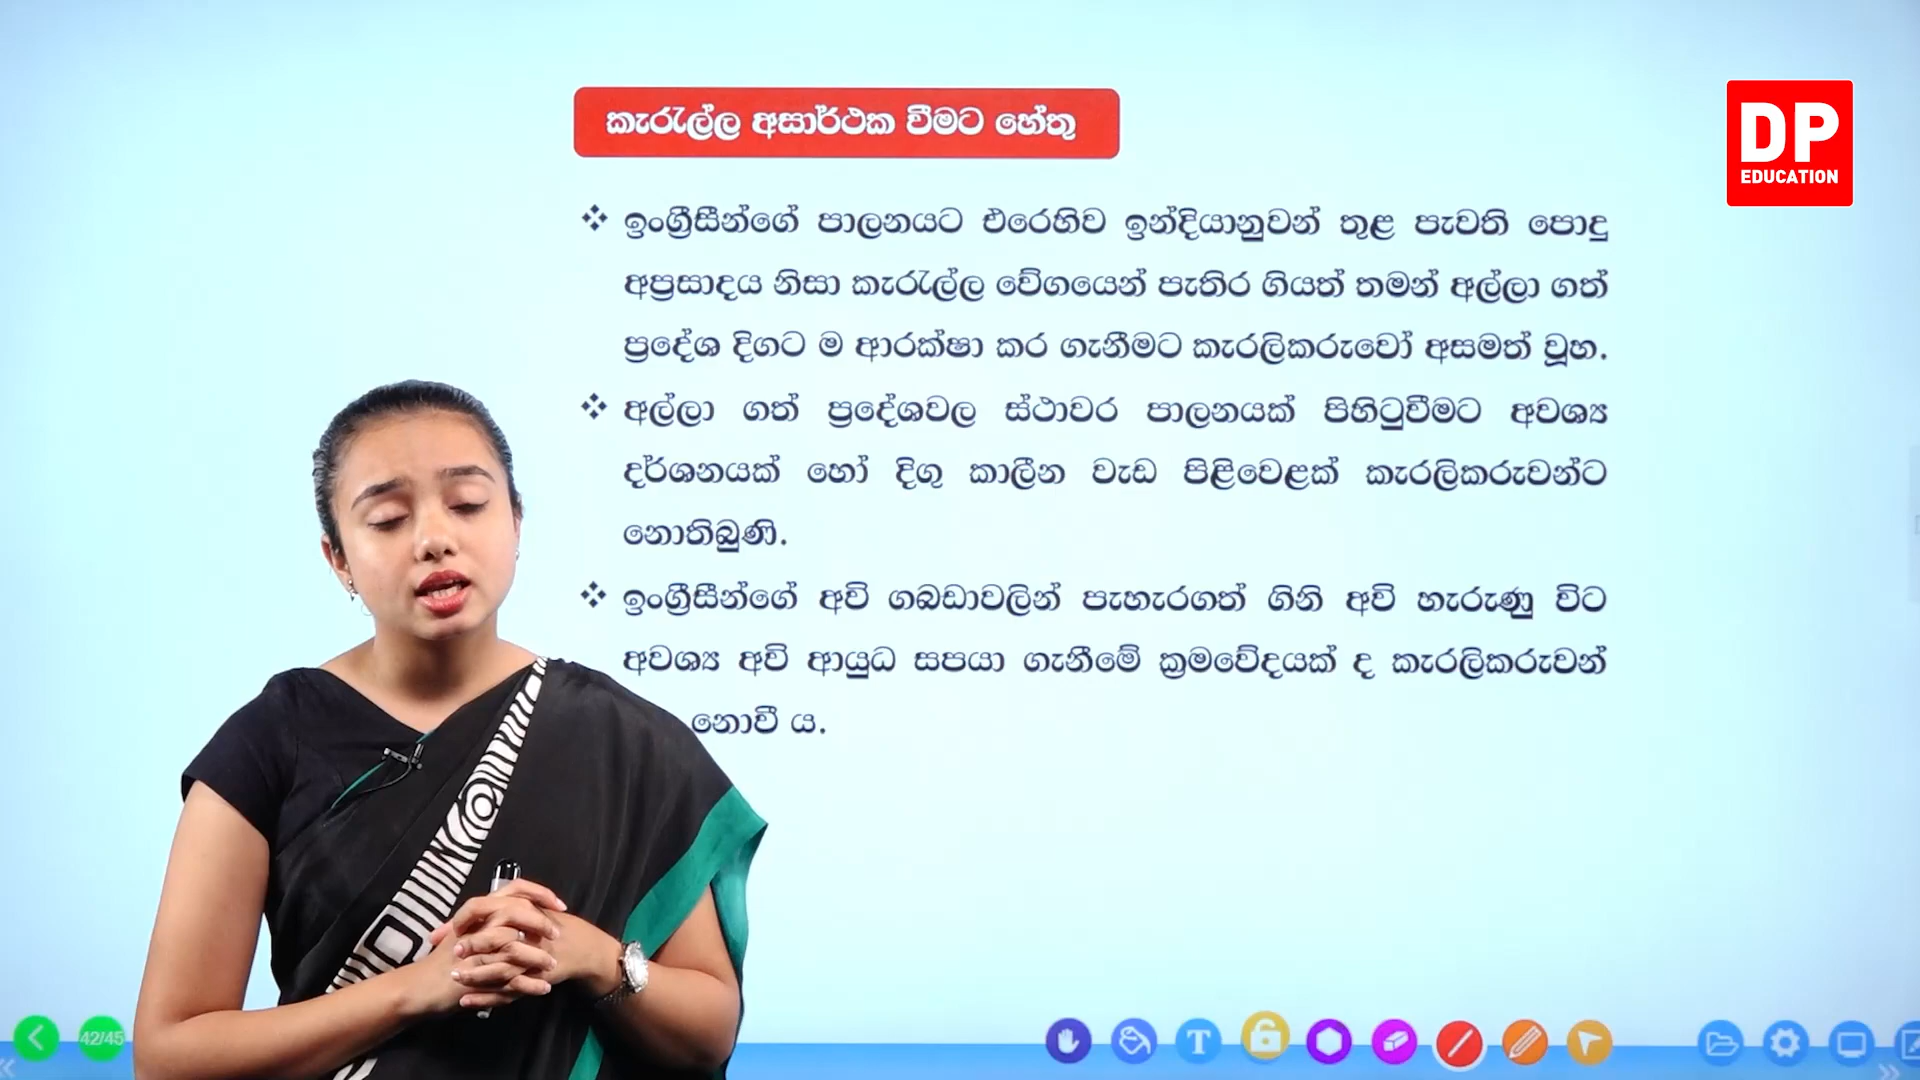 කැරැල්ල අසාර්ථක වීමට හේතු
DP
EDUCATION
❖ ඉංග්‍රීසීන්ගේ පාලනයට එරෙහිව ඉන්දියානුවන් තුළ පැවති පොදු
අප්‍රසාදය නිසා කැරැල්ල වේගයෙන් පැතිර ගියත් තමන් අල්ලා ගත්
ප්‍රදේශ දිගට ම ආරක්ෂා කර ගැනීමට කැරලිකරුවෝ අසමත් වූහ.
❖ අල්ලා ගත් ප්‍රදේශවල ස්ථාවර පාලනයක් පිහිටුවීමට අවශ්‍ය
දර්ශනයක් හෝ දිගු කාලීන වැඩ පිළිවෙළක් කැරලිකරුවන්ට
නොතිබුණි.
❖ ඉංග්‍රීසීන්ගේ අවි ගබඩාවලින් පැහැරගත් ගිනි අවි හැරුණු විට
අවශ්‍ය අවි ආයුධ සපයා ගැනීමේ ක්‍රමවේදයක් ද කැරලිකරුවන්
නොවී ය.
42/45
T